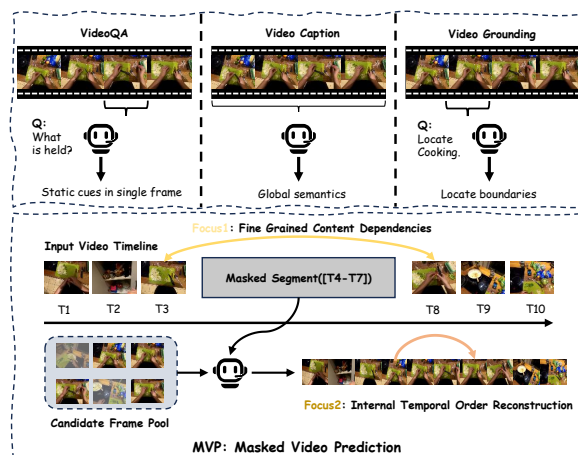 VideoQA
Video Caption
Video Grounding
Q:
What
is held?
Q:
Locate
Cooking.
Static cues in single frame
Global semantics
Locate boundaries
Focus1: Fine Grained Content Dependencies
Input Video Timeline
Masked Segment([T4-T7])
T1
T2
T3
T8
T9
T10
Candidate Frame Pool
Focus2: Internal Temporal Order Reconstruction
MVP: Masked Video Prediction